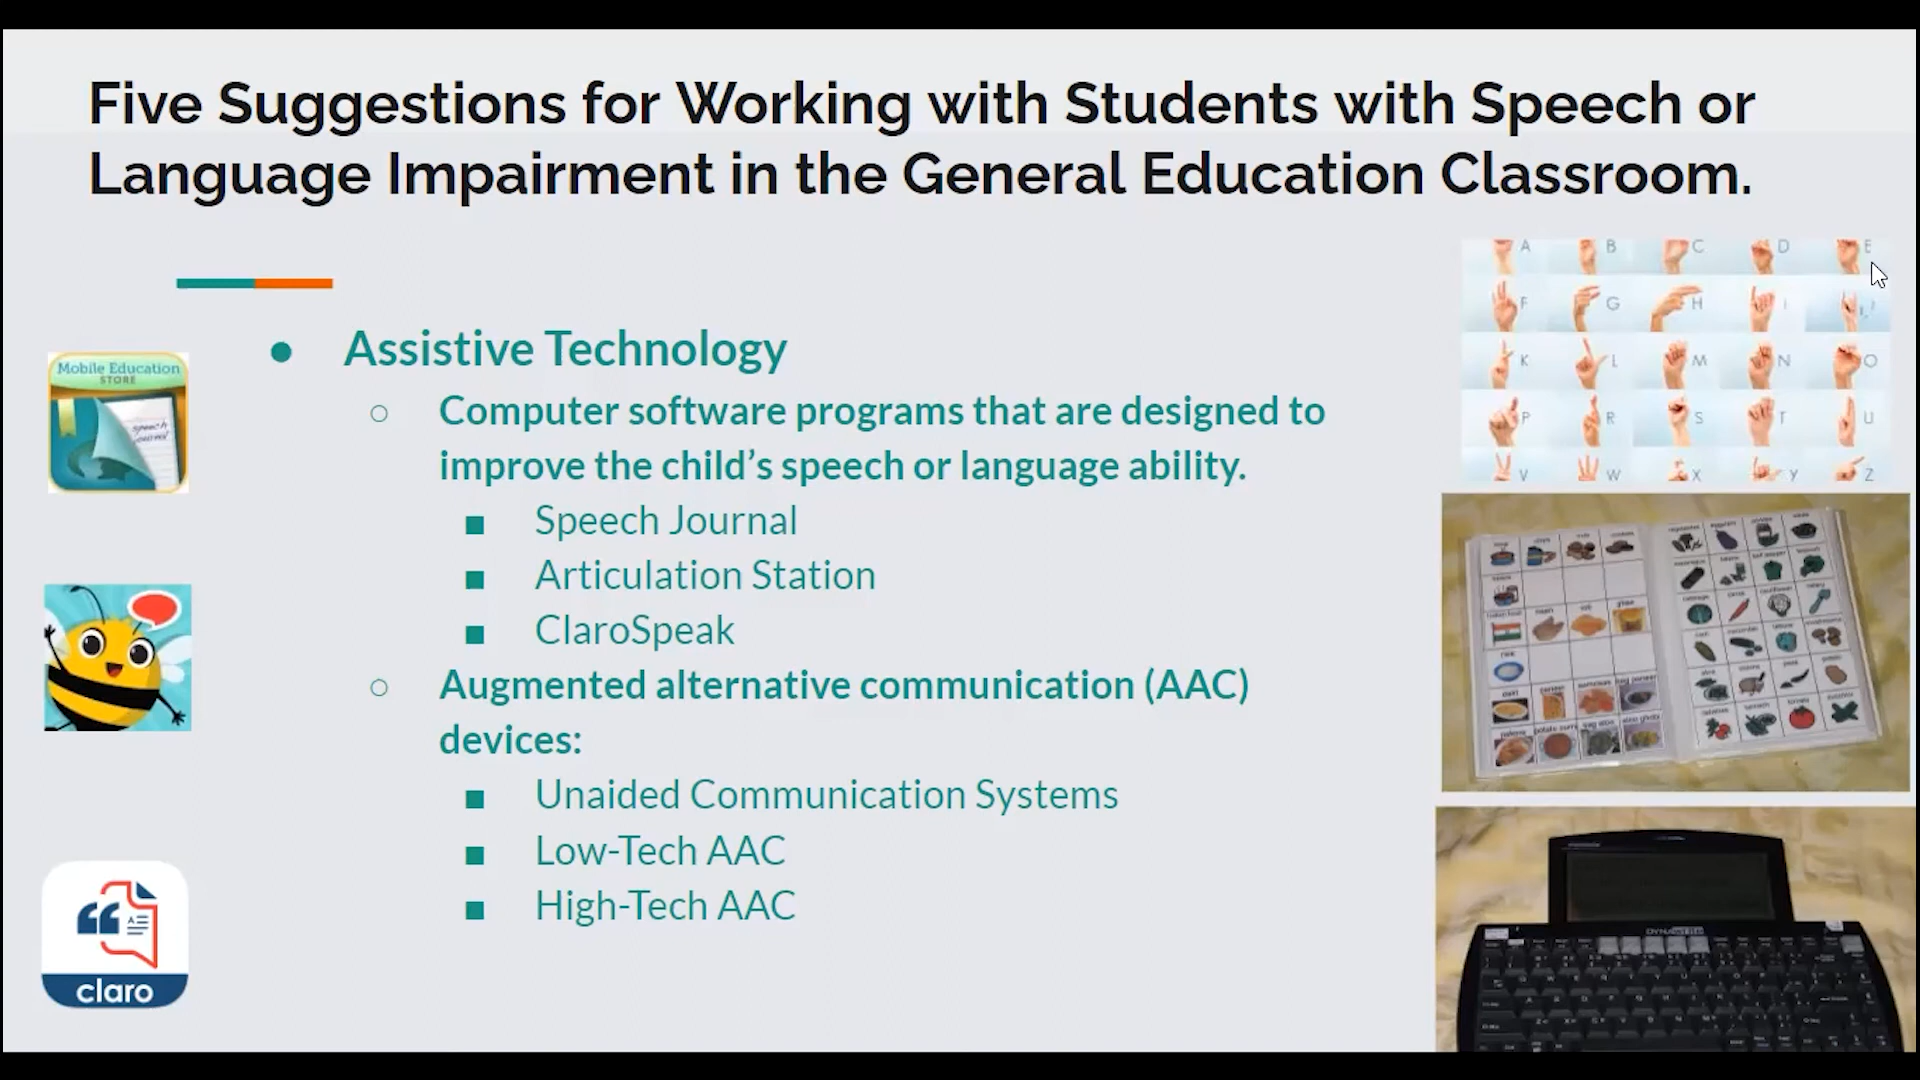 Five Suggestions for Working with Students with Speech or
Language Impairment in the General Education Classroom.
Mobile Education
STORE
speech
journal
claro
● Assistive Technology
○ Computer software programs that are designed to
improve the child’s speech or language ability.
■ Speech Journal
■ Articulation Station
■ ClaroSpeak
○ Augmented alternative communication (AAC)
devices:
■ Unaided Communication Systems
■ Low-Tech AAC
■ High-Tech AAC
A B C D E
F G H I J
K L M N O
P R S T U
V W X Y Z